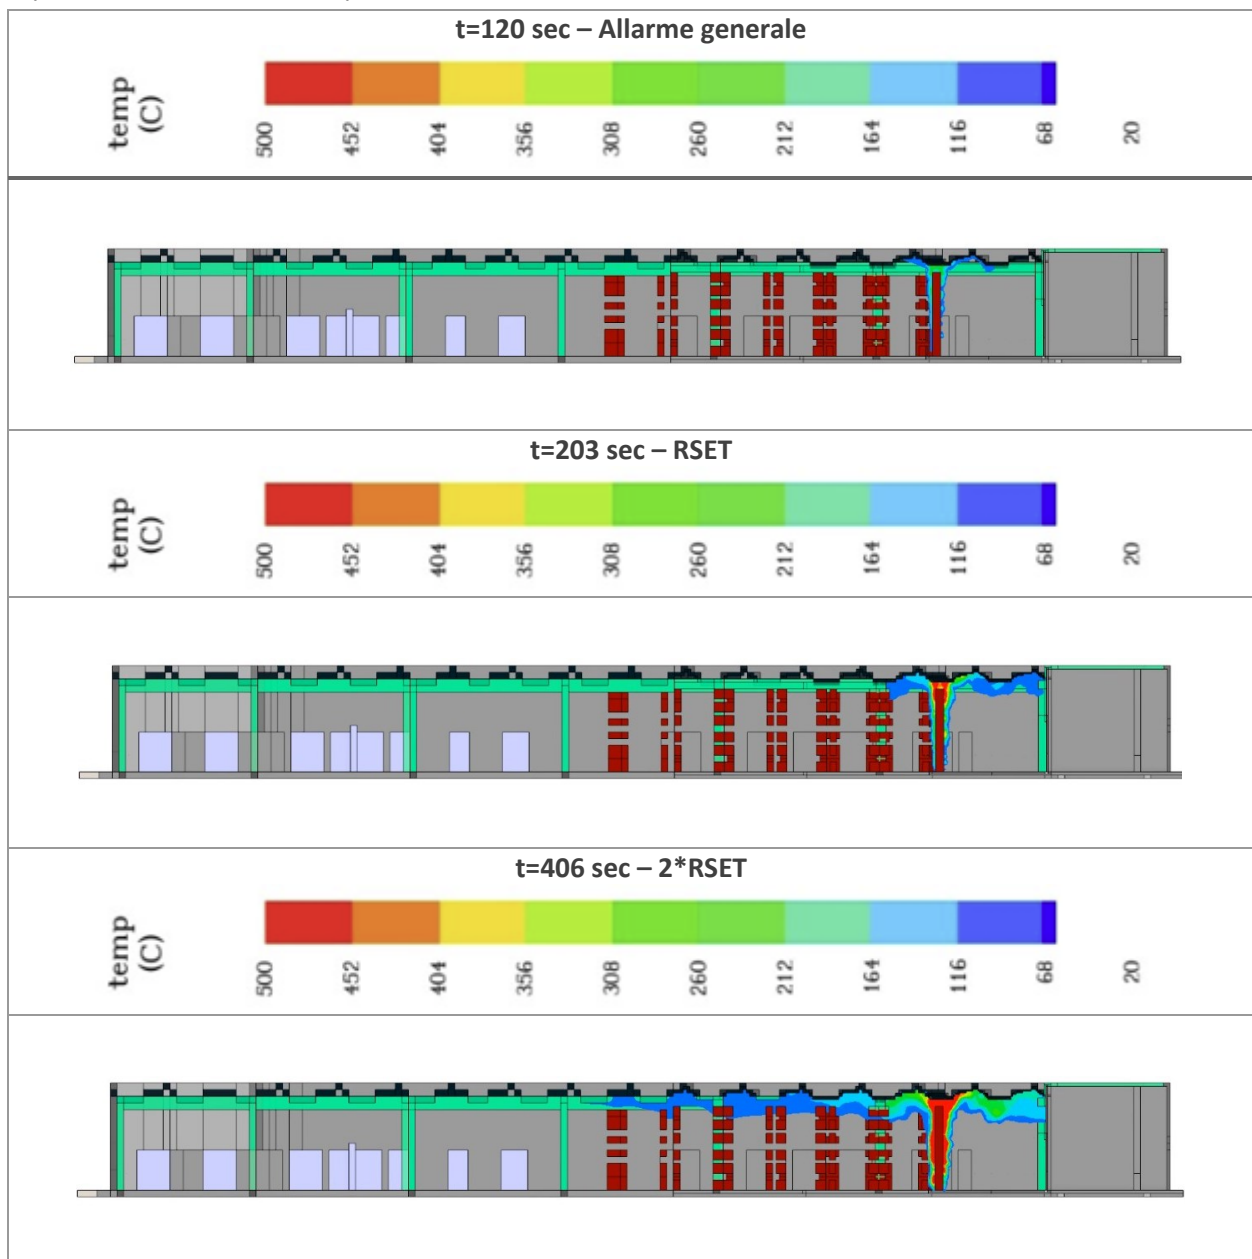 t=120 sec – Allarme generale
temp
(C)
500 452 404 356 308 260 212 164 116 68 20
t=203 sec – RSET
temp
(C)
500 452 404 356 308 260 212 164 116 68 20
t=406 sec – 2*RSET
temp
(C)
500 452 404 356 308 260 212 164 116 68 20